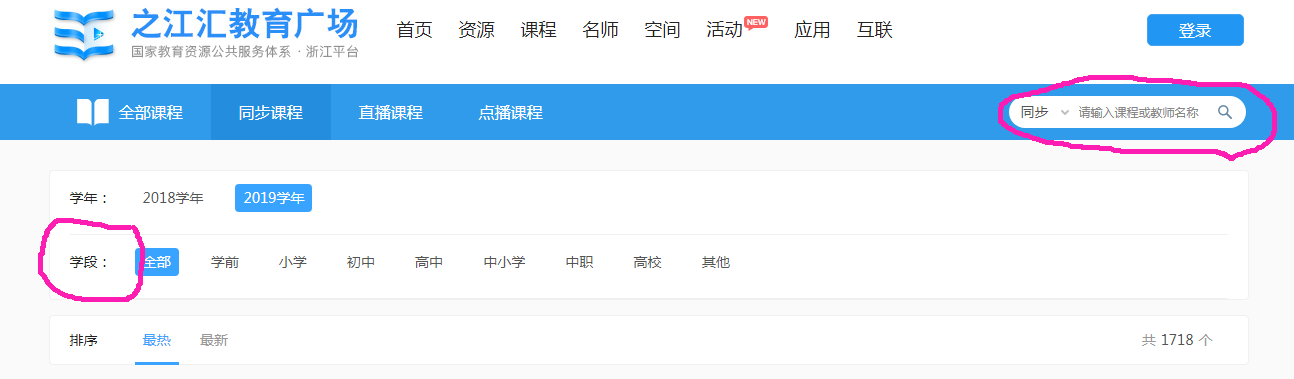 之江汇教育广场
国家教育资源公共服务体系 · 浙江平台
首页 资源 课程 名师 空间 活动 NEW 应用 互联
登录
全部课程 同步课程 直播课程 点播课程
同步 请输入课程或教师名称
学年： 2018学年 2019学年
学段： 全部 学前 小学 初中 高中 中小学 中职 高校 其他
排序 最热 最新 共 1718 个